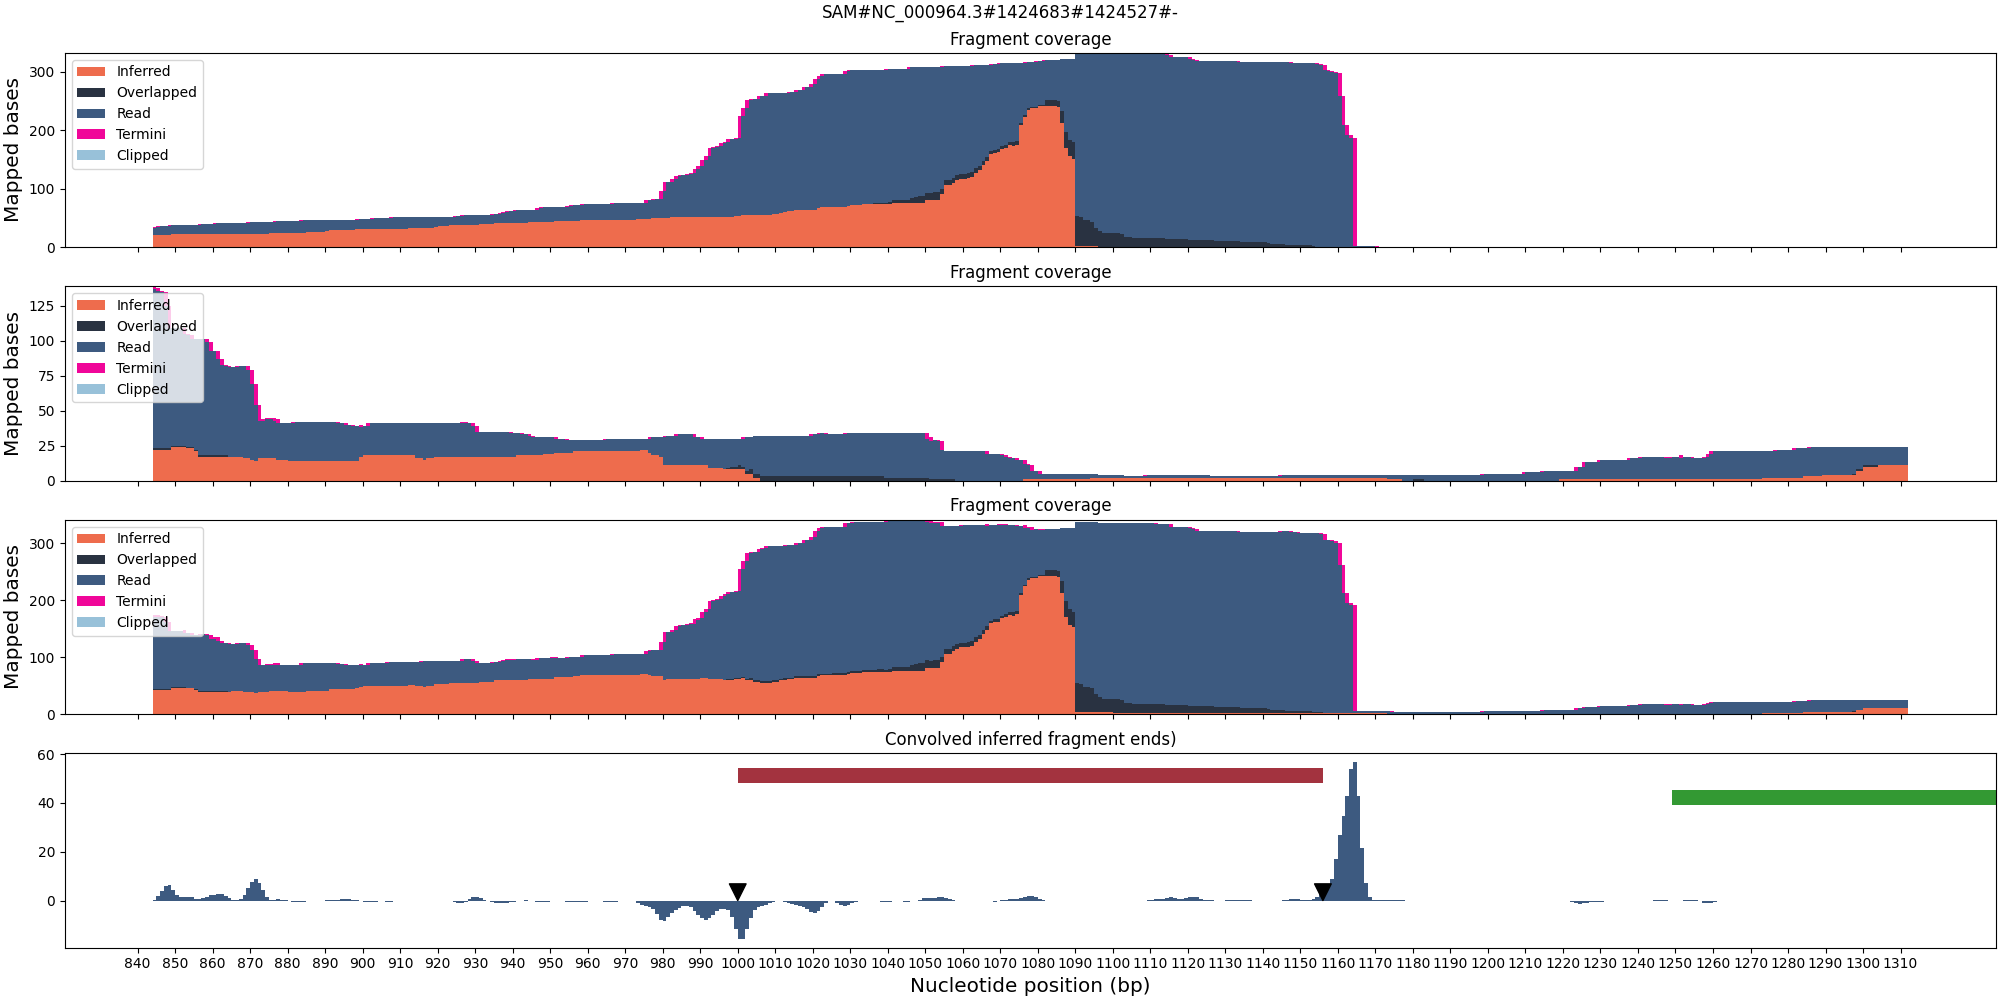 SAM#NC_000964.3#1424683#1424527#-
Fragment coverage
Mapped bases
300
200
100
0
Inferred
Overlapped
Read
Termini
Clipped
Fragment coverage
Mapped bases
125
100
75
50
25
0
Inferred
Overlapped
Read
Termini
Clipped
Fragment coverage
Mapped bases
300
200
100
0
Inferred
Overlapped
Read
Termini
Clipped
Convolved inferred fragment ends)
60
40
20
0
840 850 860 870 880 890 900 910 920 930 940 950 960 970 980 990 1000 1010 1020 1030 1040 1050 1060 1070 1080 1090 1100 1110 1120 1130 1140 1150 1160 1170 1180 1190 1200 1210 1220 1230 1240 1250 1260 1270 1280 1290 1300 1310
Nucleotide position (bp)